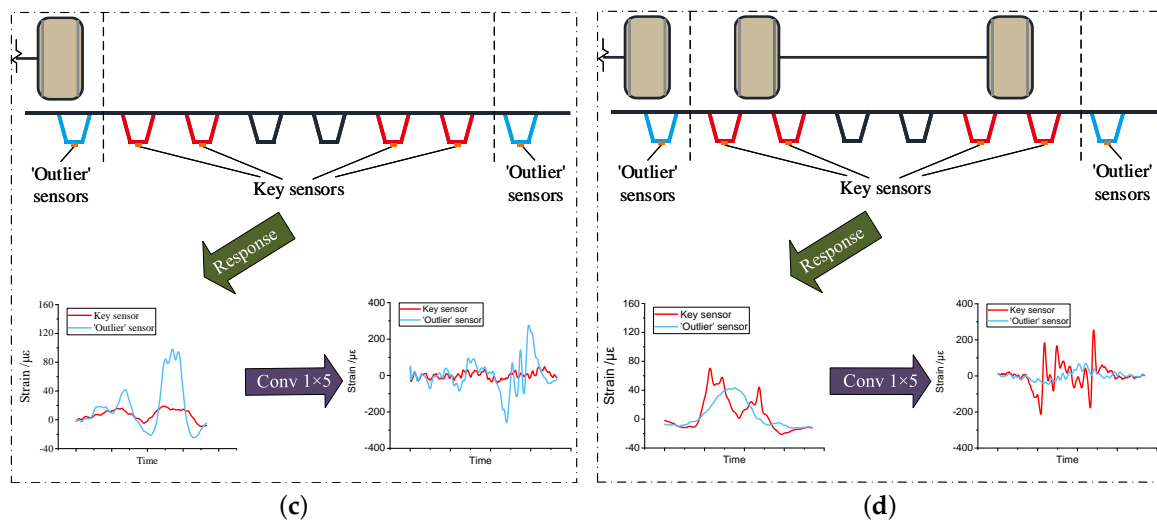 'Outlier'
sensors
Key sensors
'Outlier'
sensors
Response
160
120
80
40
0
-40
Strain /με
Key sensor
'Outlier' sensor
Time
Conv 1×5
400
200
0
-200
-400
Strain /με
Key sensor
'Outlier' sensor
Time
(c)
'Outlier'
sensors
Key sensors
'Outlier'
sensors
Response
160
120
80
40
0
-40
Strain /με
Key sensor
'Outlier' sensor
Time
Conv 1×5
400
200
0
-200
-400
Strain /με
Key sensor
'Outlier' sensor
Time
(d)